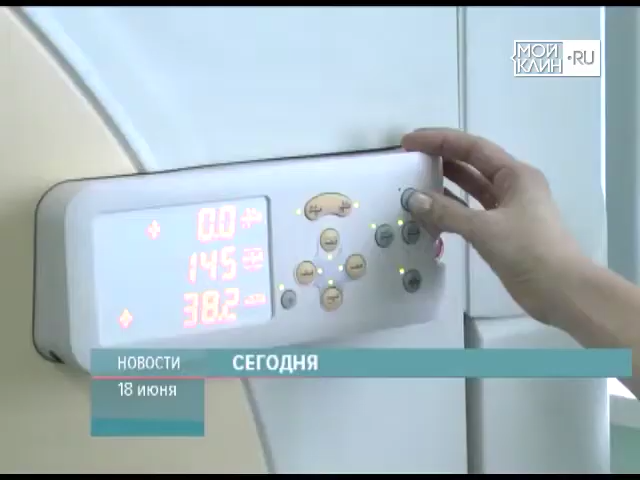 МОЙ
КЛИН .RU
0.0
145
38.2
НОВОСТИ СЕГОДНЯ
18 июня